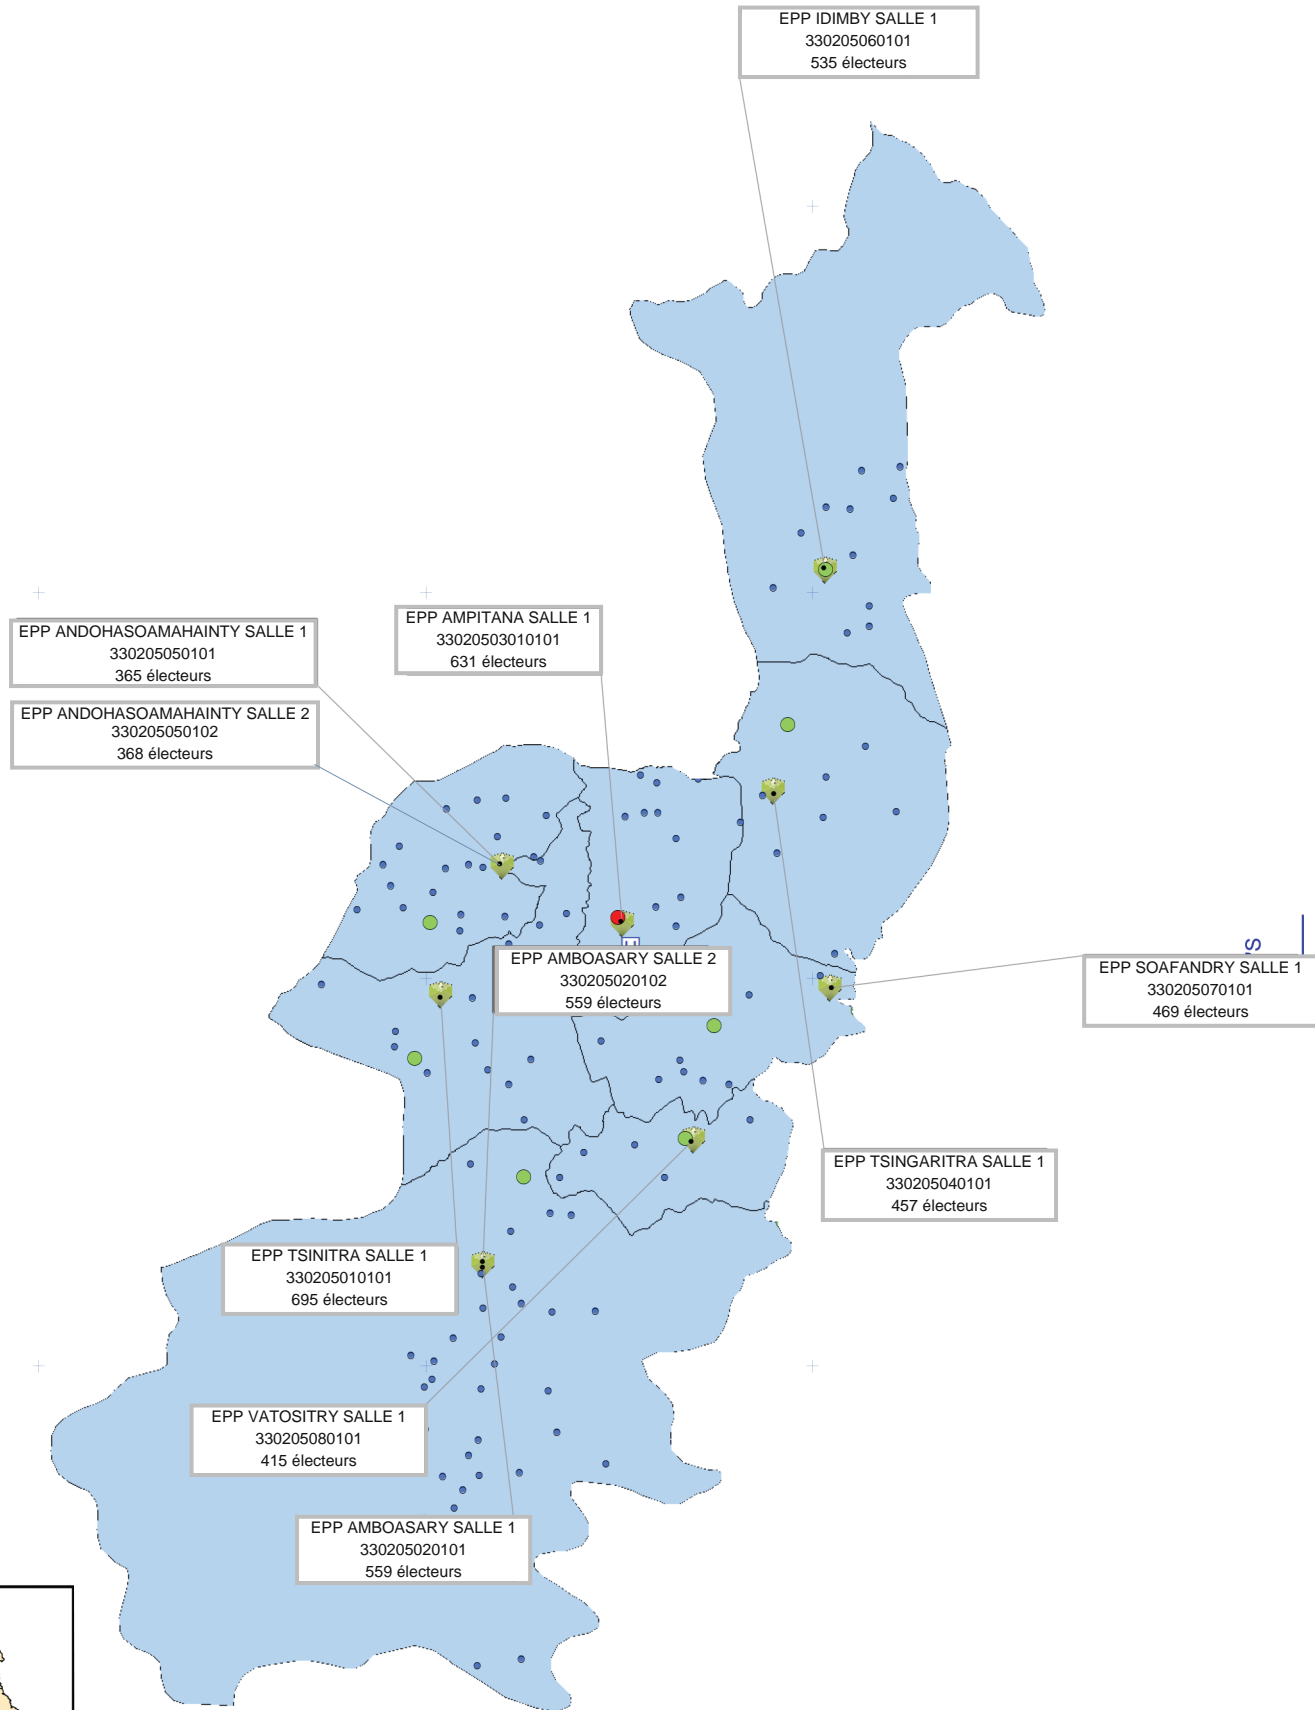 EPP IDIMBY SALLE 1
330205060101
535 électeurs
EPP AMPITANA SALLE 1
33020503010101
631 électeurs
EPP ANDOHASOAMAHAINTY SALLE 1
330205050101
365 électeurs
EPP ANDOHASOAMAHAINTY SALLE 2
330205050102
368 électeurs
EPP AMBOASARY SALLE 2
330205020102
559 électeurs
EPP SOAFANDRY SALLE 1
330205070101
469 électeurs
EPP TSINGARITRA SALLE 1
330205040101
457 électeurs
EPP TSINITRA SALLE 1
330205010101
695 électeurs
EPP VATOSITRY SALLE 1
330205080101
415 électeurs
EPP AMBOASARY SALLE 1
330205020101
559 électeurs